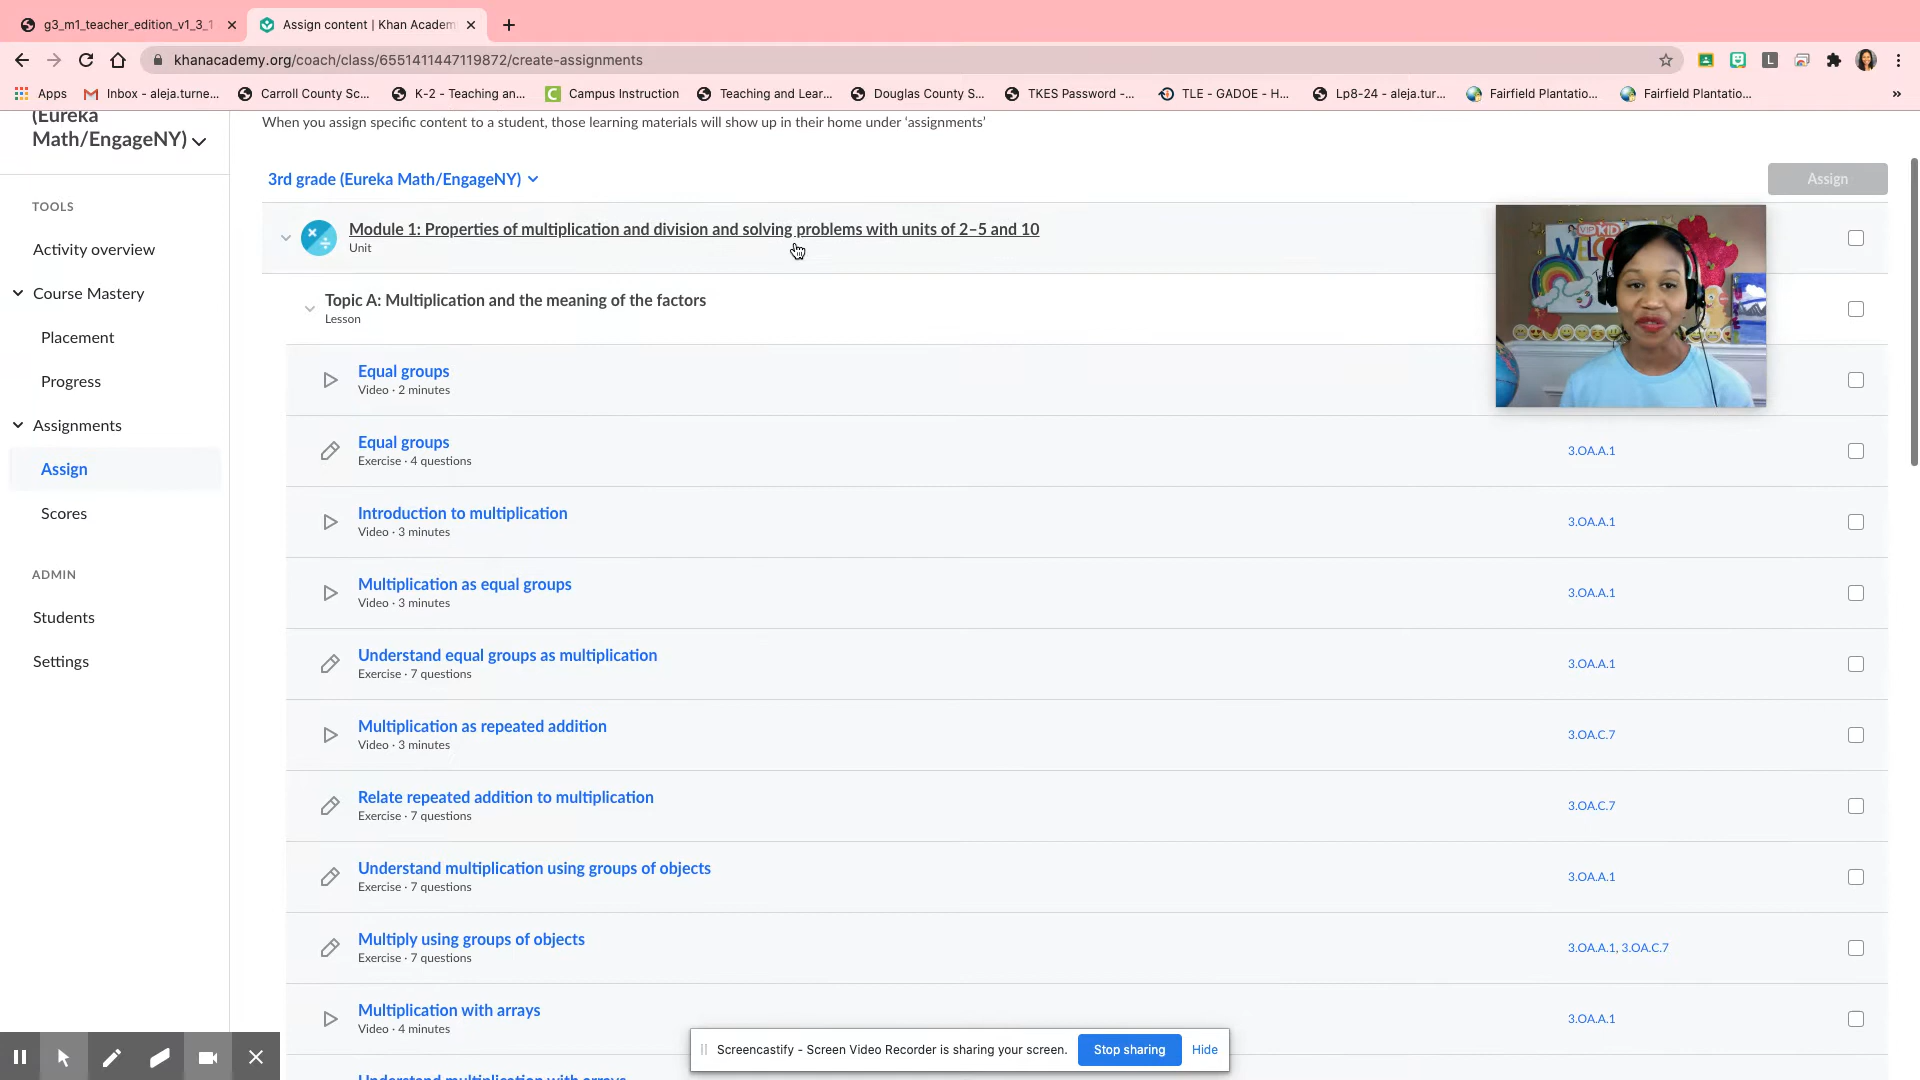 g3_m1_teacher_edition_v1_3_1
Assign content | Khan Academ
khanacademy.org/coach/class/6551411447119872/create-assignments
Apps
Inbox - aleja.turne...
Carroll County Sc...
K-2 - Teaching an...
Campus Instruction
Teaching and Lear...
Douglas County S...
TKES Password -...
TLE - GADOE - H...
Lp8-24 - aleja.tur...
Fairfield Plantatio...
Fairfield Plantatio...
»
(Eureka
Math/EngageNY)
TOOLS
Activity overview
Course Mastery
Placement
Progress
Assignments
Assign
Scores
ADMIN
Students
Settings
When you assign specific content to a student, those learning materials will show up in their home under ‘assignments’
3rd grade (Eureka Math/EngageNY)
Assign
Module 1: Properties of multiplication and division and solving problems with units of 2–5 and 10
Unit
Topic A: Multiplication and the meaning of the factors
Lesson
Equal groups
Video · 2 minutes
Equal groups
Exercise · 4 questions
3.OA.A.1
Introduction to multiplication
Video · 3 minutes
3.OA.A.1
Multiplication as equal groups
Video · 3 minutes
3.OA.A.1
Understand equal groups as multiplication
Exercise · 7 questions
3.OA.A.1
Multiplication as repeated addition
Video · 3 minutes
3.OA.C.7
Relate repeated addition to multiplication
Exercise · 7 questions
3.OA.C.7
Understand multiplication using groups of objects
Exercise · 7 questions
3.OA.A.1
Multiply using groups of objects
Exercise · 7 questions
3.OA.A.1, 3.OA.C.7
Multiplication with arrays
Video · 4 minutes
3.OA.A.1
Understand multiplication with arrays
VIP KID
Screencastify - Screen Video Recorder is sharing your screen.
Stop sharing
Hide